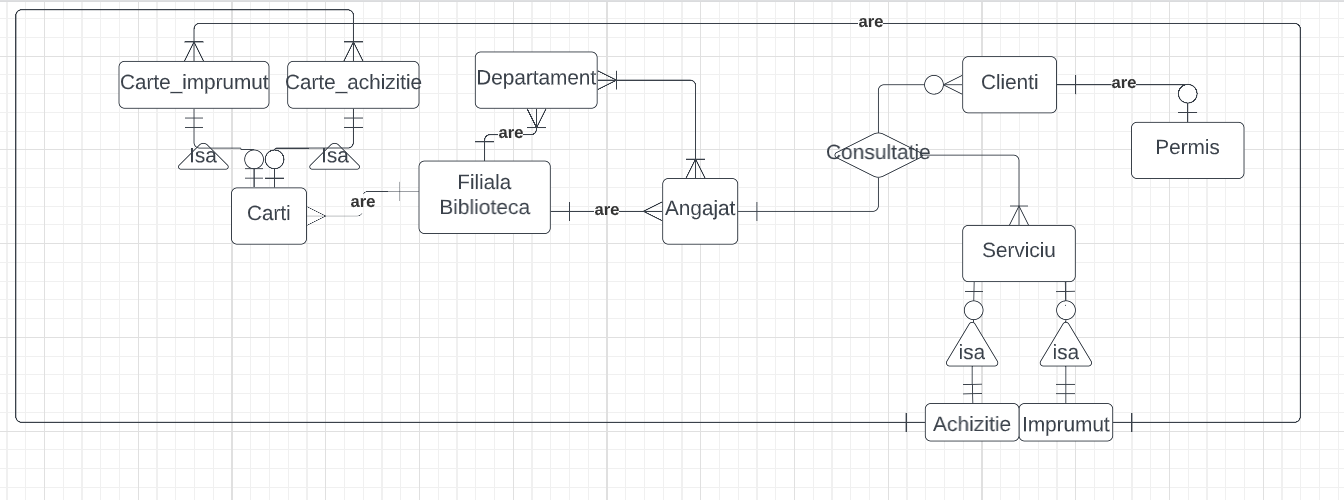 are
Carte_imprumut
Carte_achizitie
Departament
Clienti
are
are
Permis
Isa
Isa
Consultatie
Filiala
Biblioteca
Carti
are
are
Angajat
Serviciu
isa
isa
Achizitie
Imprumut